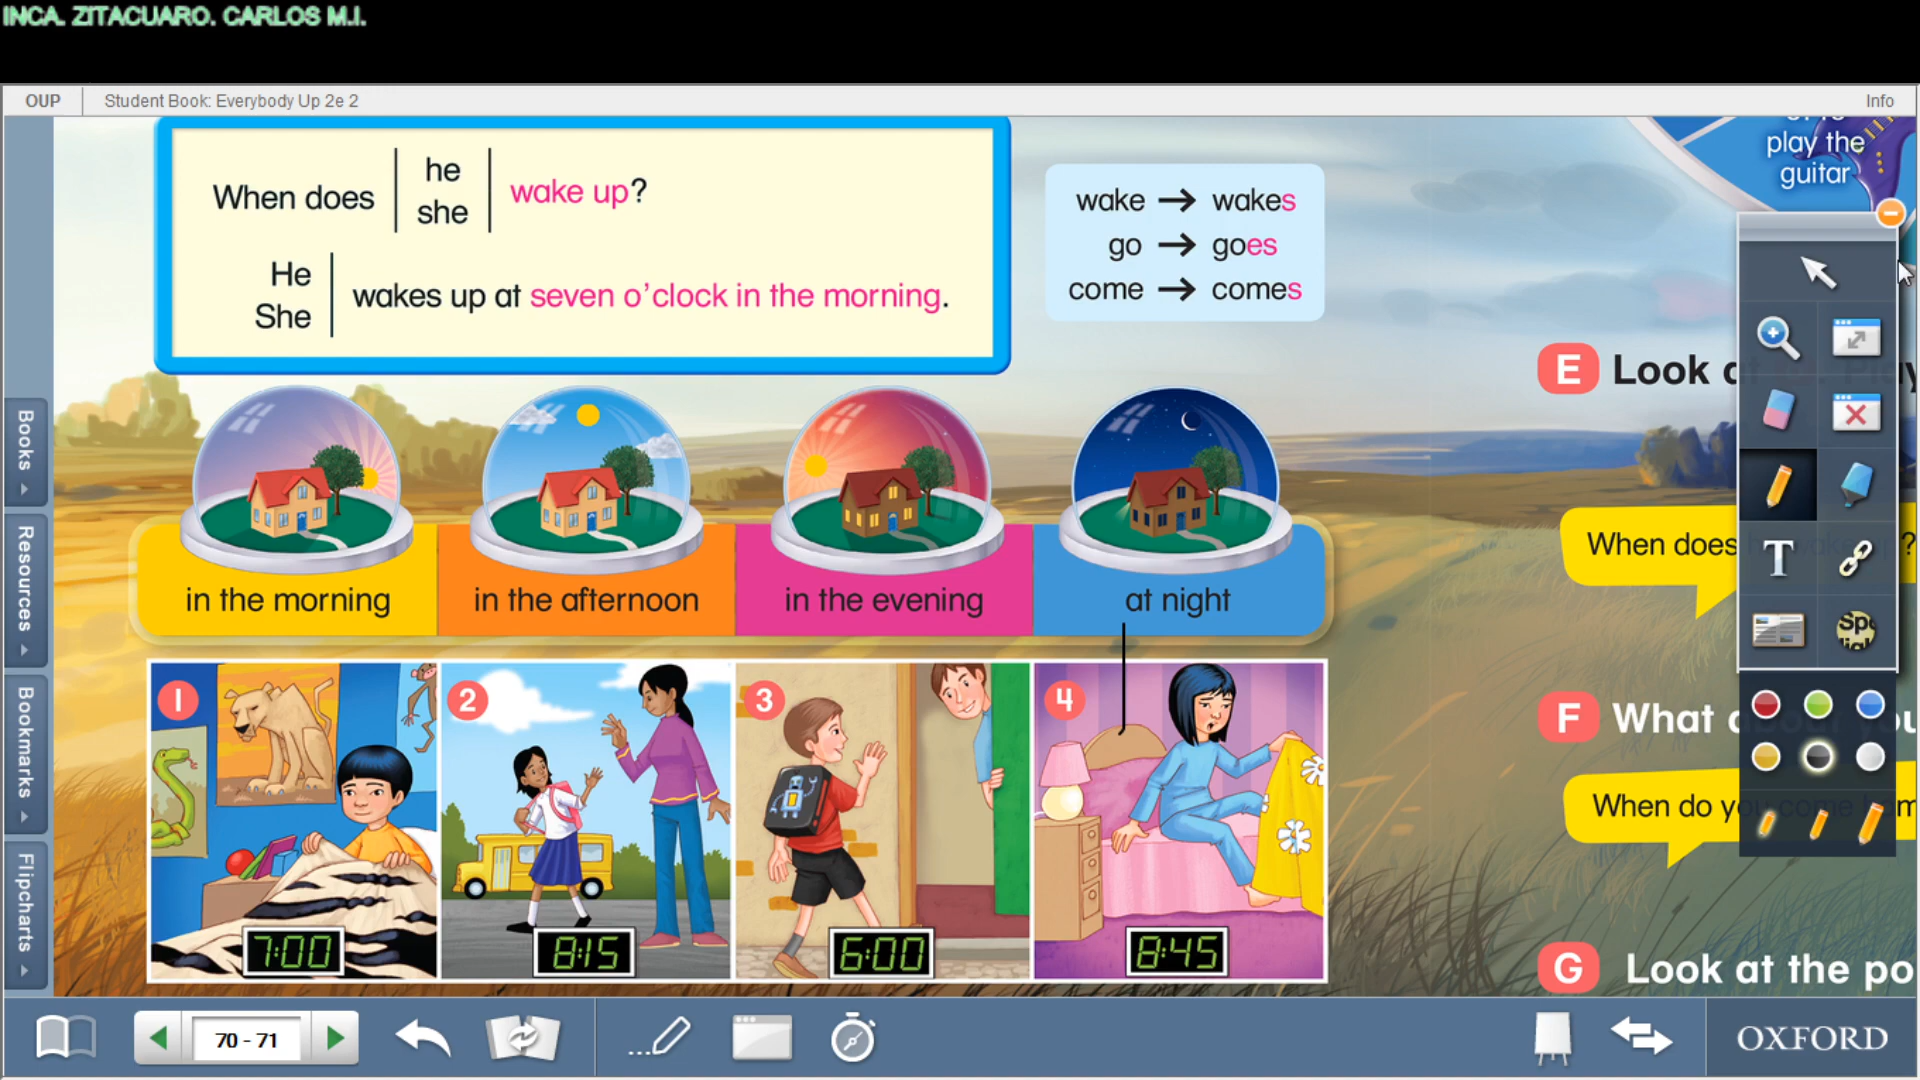 INCA. ZITACUARO. CARLOS M.I.
OUP
Student Book: Everybody Up 2e 2
Info
When does
he
she
wake up?
He
She
wakes up at seven o'clock in the morning.
wake → wakes
go → goes
come → comes
play the
guitar
E Look
When does
?
F What
When do you come
G Look at the po
in the morning
in the afternoon
in the evening
at night
1
2
3
4
7:00
8:15
6:00
8:45
Books
Resources
Bookmarks
Flipcharts
T
Spo
70 - 71
OXFORD